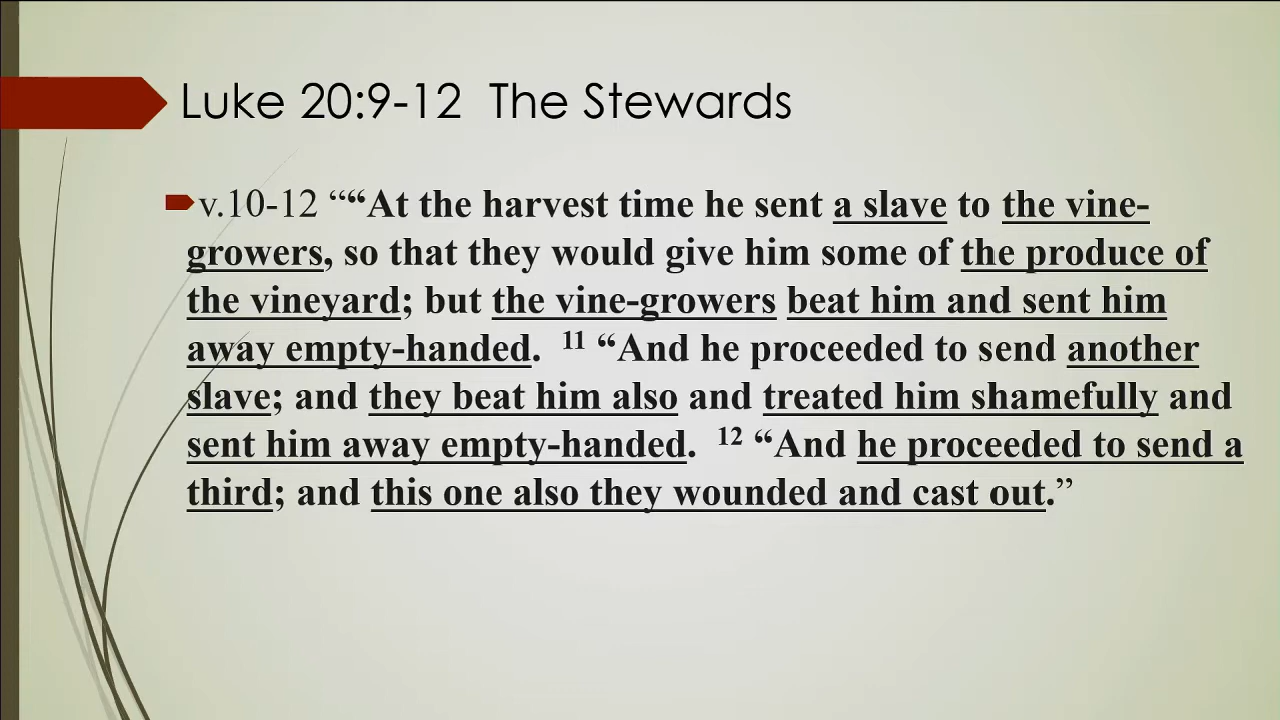 Luke 20:9-12  The Stewards
v.10-12 ““At the harvest time he sent a slave to the vine-
growers, so that they would give him some of the produce of
the vineyard; but the vine-growers beat him and sent him
away empty-handed. 11 “And he proceeded to send another
slave; and they beat him also and treated him shamefully and
sent him away empty-handed. 12 “And he proceeded to send a
third; and this one also they wounded and cast out.”